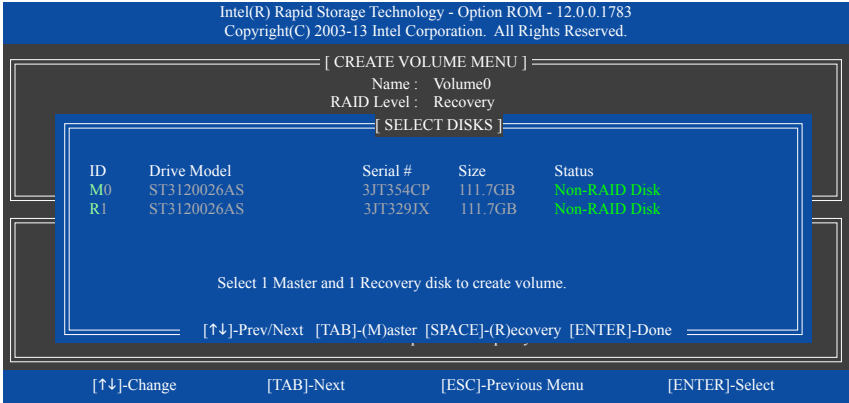 Intel(R) Rapid Storage Technology - Option ROM - 12.0.0.1783
Copyright(C) 2003-13 Intel Corporation. All Rights Reserved.
[ CREATE VOLUME MENU ]
Name : Volume0
RAID Level : Recovery
[ SELECT DISKS ]
ID Drive Model Serial # Size Status
M0 ST3120026AS 3JT354CP 111.7GB Non-RAID Disk
R1 ST3120026AS 3JT329JX 111.7GB Non-RAID Disk
Select 1 Master and 1 Recovery disk to create volume.
[↑↓]-Prev/Next [TAB]-(M)aster [SPACE]-(R)ecovery [ENTER]-Done
[↑↓]-Change [TAB]-Next [ESC]-Previous Menu [ENTER]-Select